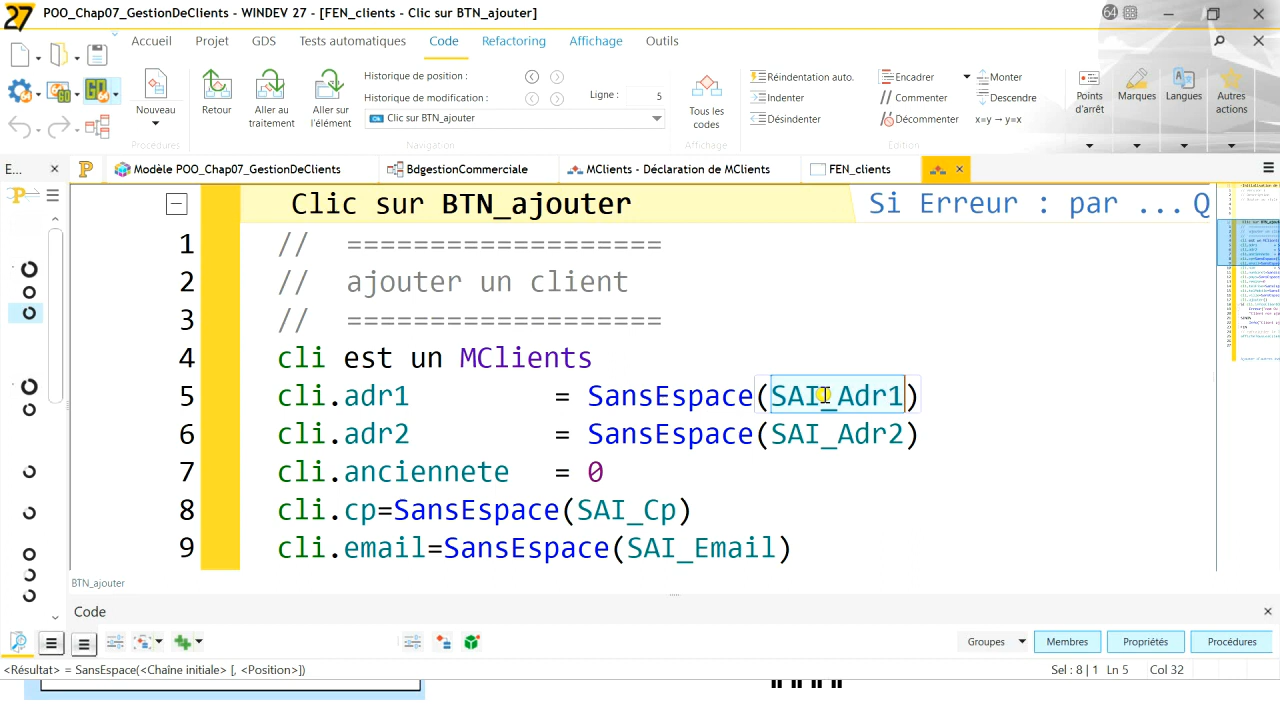 27 POO_Chap07_GestionDeClients - WINDEV 27 - [FEN_clients - Clic sur BTN_ajouter] 64
Accueil Projet GDS Tests automatiques Code Refactoring Affichage Outils
Nouveau
Procédures
Retour
Aller au traitement
Aller sur l'élément
Historique de position :
Historique de modification :
Clic sur BTN_ajouter
Ligne : 5
Navigation
Tous les codes
Affichage
Réindentation auto.
Indenter
Désindenter
Encadrer
// Commenter
Décommenter
Monter
Descendre
x=y → y=x
Edition
Points d'arrêt
Marques
Langues
Autres actions
E... Modèle POO_Chap07_GestionDeClients BdgestionCommerciale MClients - Déclaration de MClients FEN_clients
Clic sur BTN_ajouter Si Erreur : par ... Q
1 // ===================
2 // ajouter un client
3 // ===================
4 cli est un MClients
5 cli.adr1 = SansEspace(SAI_Adr1)
6 cli.adr2 = SansEspace(SAI_Adr2)
7 cli.anciennete = 0
8 cli.cp=SansEspace(SAI_Cp)
9 cli.email=SansEspace(SAI_Email)
BTN_ajouter
Code
Groupes Membres Propriétés Procédures
<Résultat> = SansEspace(<Chaîne initiale> [, <Position>]) Sel : 8 | 1 Ln 5 Col 32